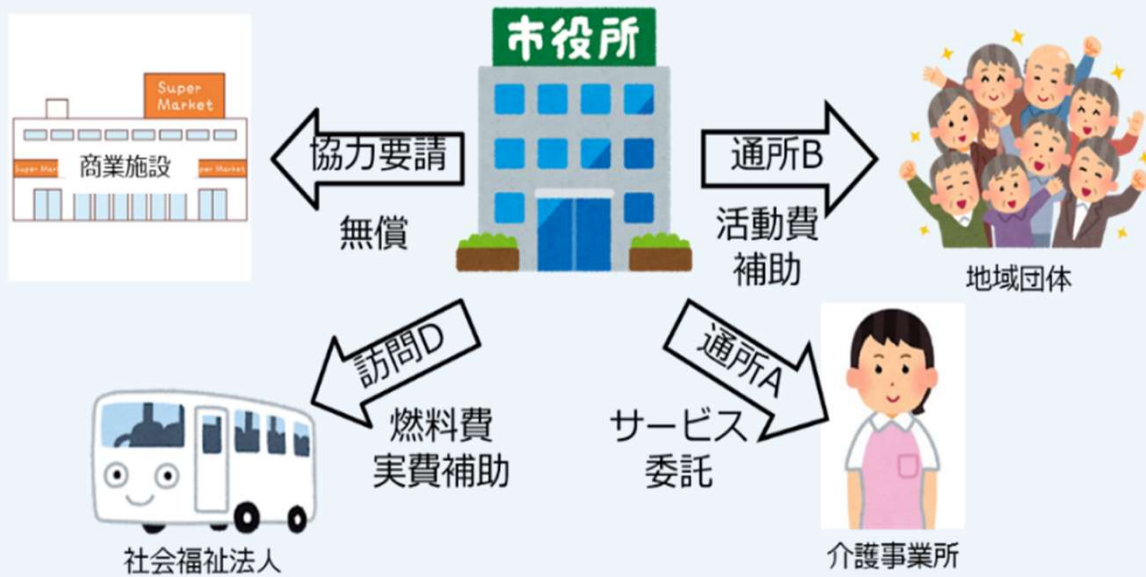 市役所
Super
Market
商業施設
Super Mar
per Market
協力要請
無償
通所B
活動費
補助
地域団体
訪問D
燃料費
実費補助
社会福祉法人
通所A
サービス
委託
介護事業所